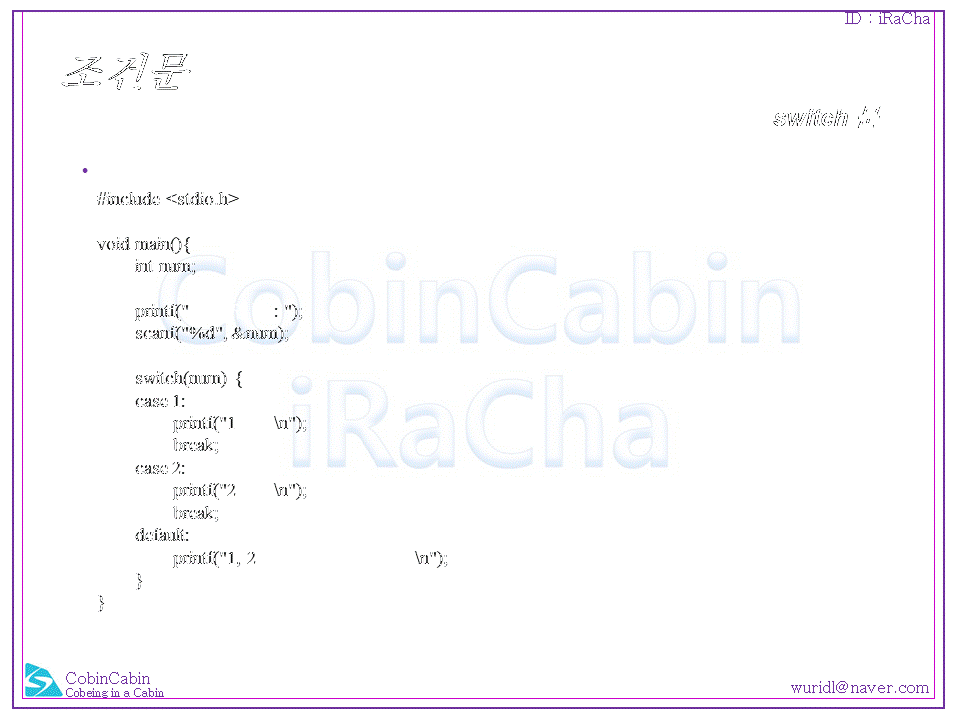 ID : iRaCha
조건문
switch 문
•
#include <stdio.h>
void main(){
int num;
printf(" : ");
scanf("%d", &num);
switch(num) {
case 1:
printf("1 \n");
break;
case 2:
printf("2 \n");
break;
default:
printf("1, 2 \n");
}
}
CobinCabin
iRaCha
CobinCabin
Cobeing in a Cabin
wuridl@naver.com